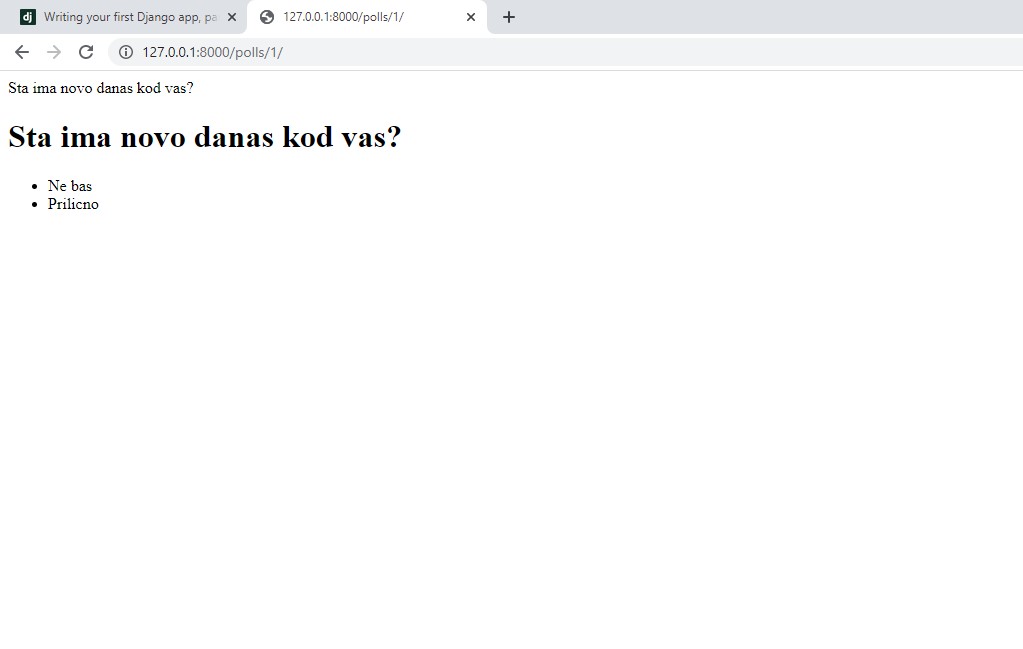 Writing your first Django app, pa
127.0.0.1:8000/polls/1/
127.0.0.1:8000/polls/1/
Sta ima novo danas kod vas?
Sta ima novo danas kod vas?
Ne bas
Prilicno